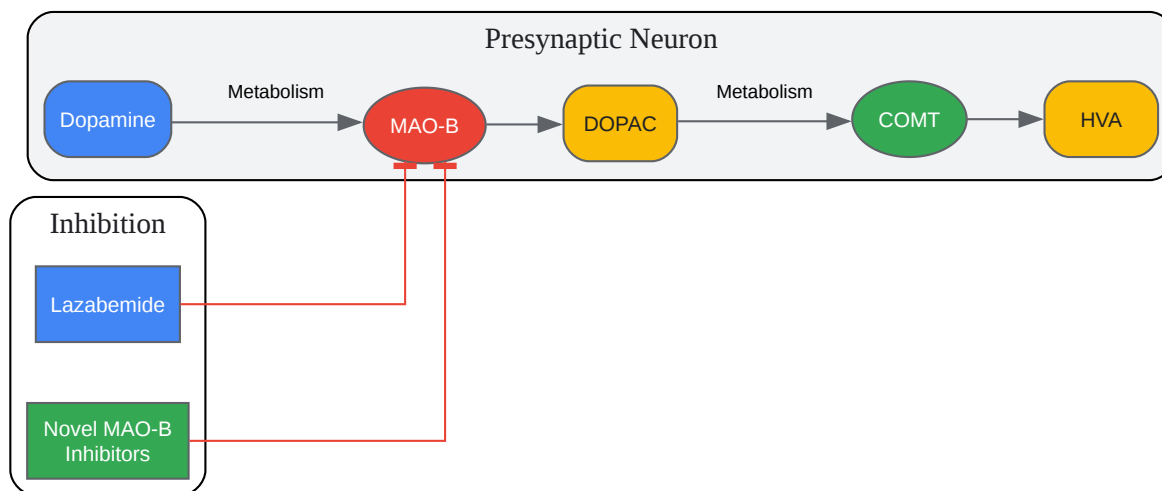 Presynaptic Neuron
Dopamine
Metabolism
MAO-B
DOPAC
Metabolism
COMT
HVA
Inhibition
Lazabemide
Novel MAO-B
Inhibitors